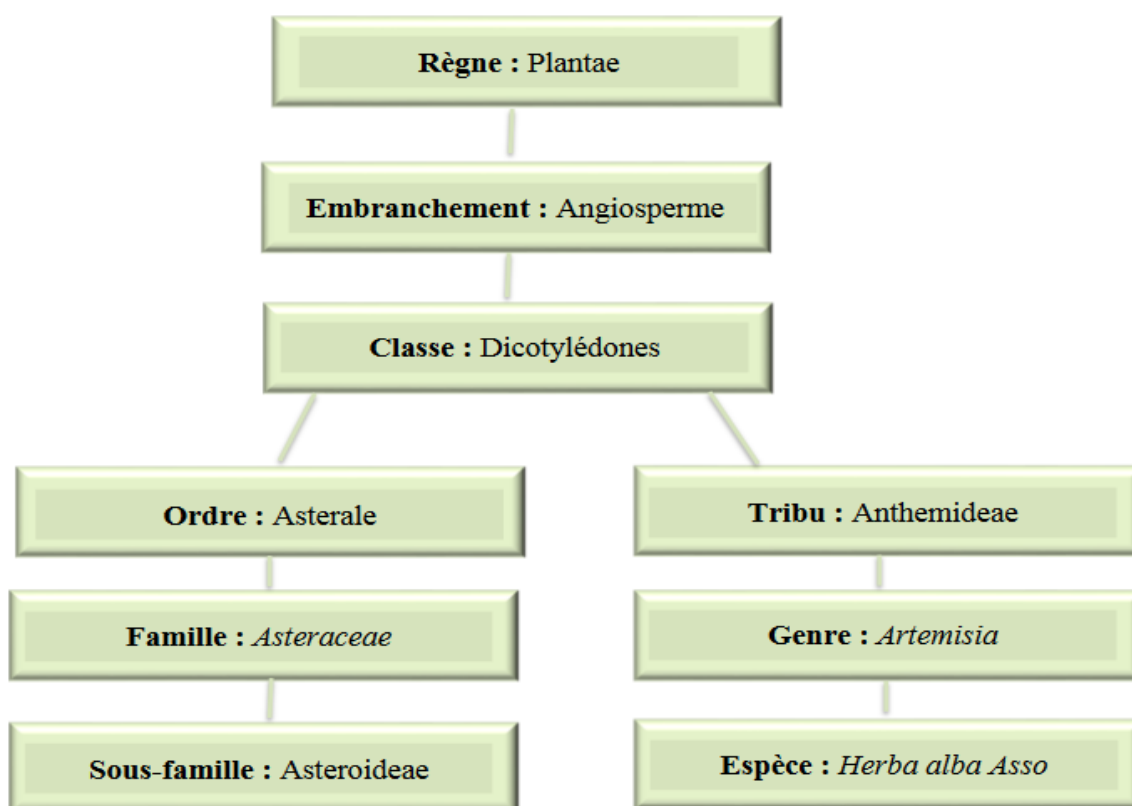 Règne : Plantae
Embranchement : Angiosperme
Classe : Dicotylédones
Ordre : Asterale
Famille : Asteraceae
Sous-famille : Asteroideae
Tribu : Anthemideae
Genre : Artemisia
Espèce : Herba alba Asso